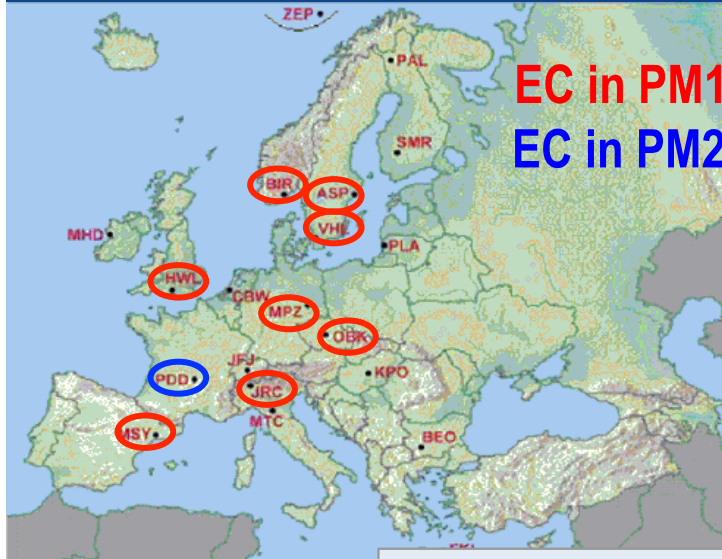 ZEP
PAL
EC in PM1
EC in PM2
SMR
BIR
ASP
VHL
MHD
PLA
HWL
CBW
MPZ
OBK
JFJ
KPO
PDD
JRC
MTC
MSY
BEO